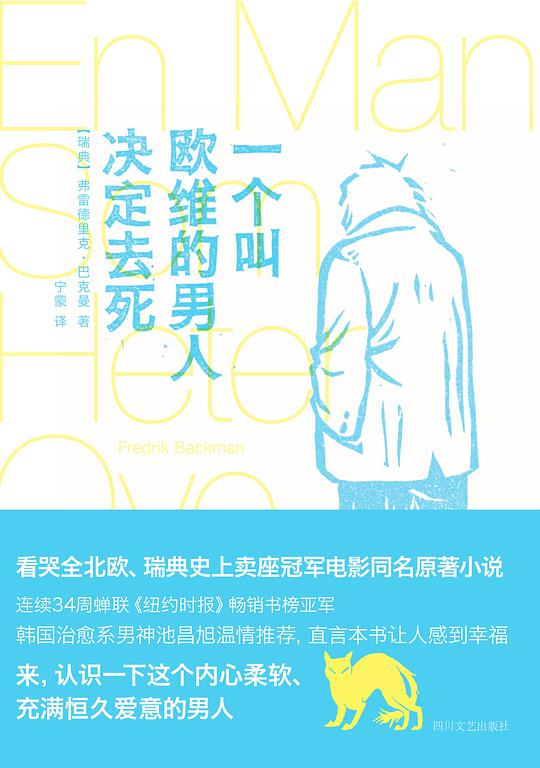 En Man
Som
Heter
Ove
一个叫
欧维的男人
决定去死
【瑞典】弗雷德里克·巴克曼 著
宁蒙 译
Fredrik Backman
看哭全北欧、瑞典史上卖座冠军电影同名原著小说
连续34周蝉联《纽约时报》畅销书榜亚军
韩国治愈系男神池昌旭温情推荐，直言本书让人感到幸福
来，认识一下这个内心柔软、
充满恒久爱意的男人
四川文艺出版社